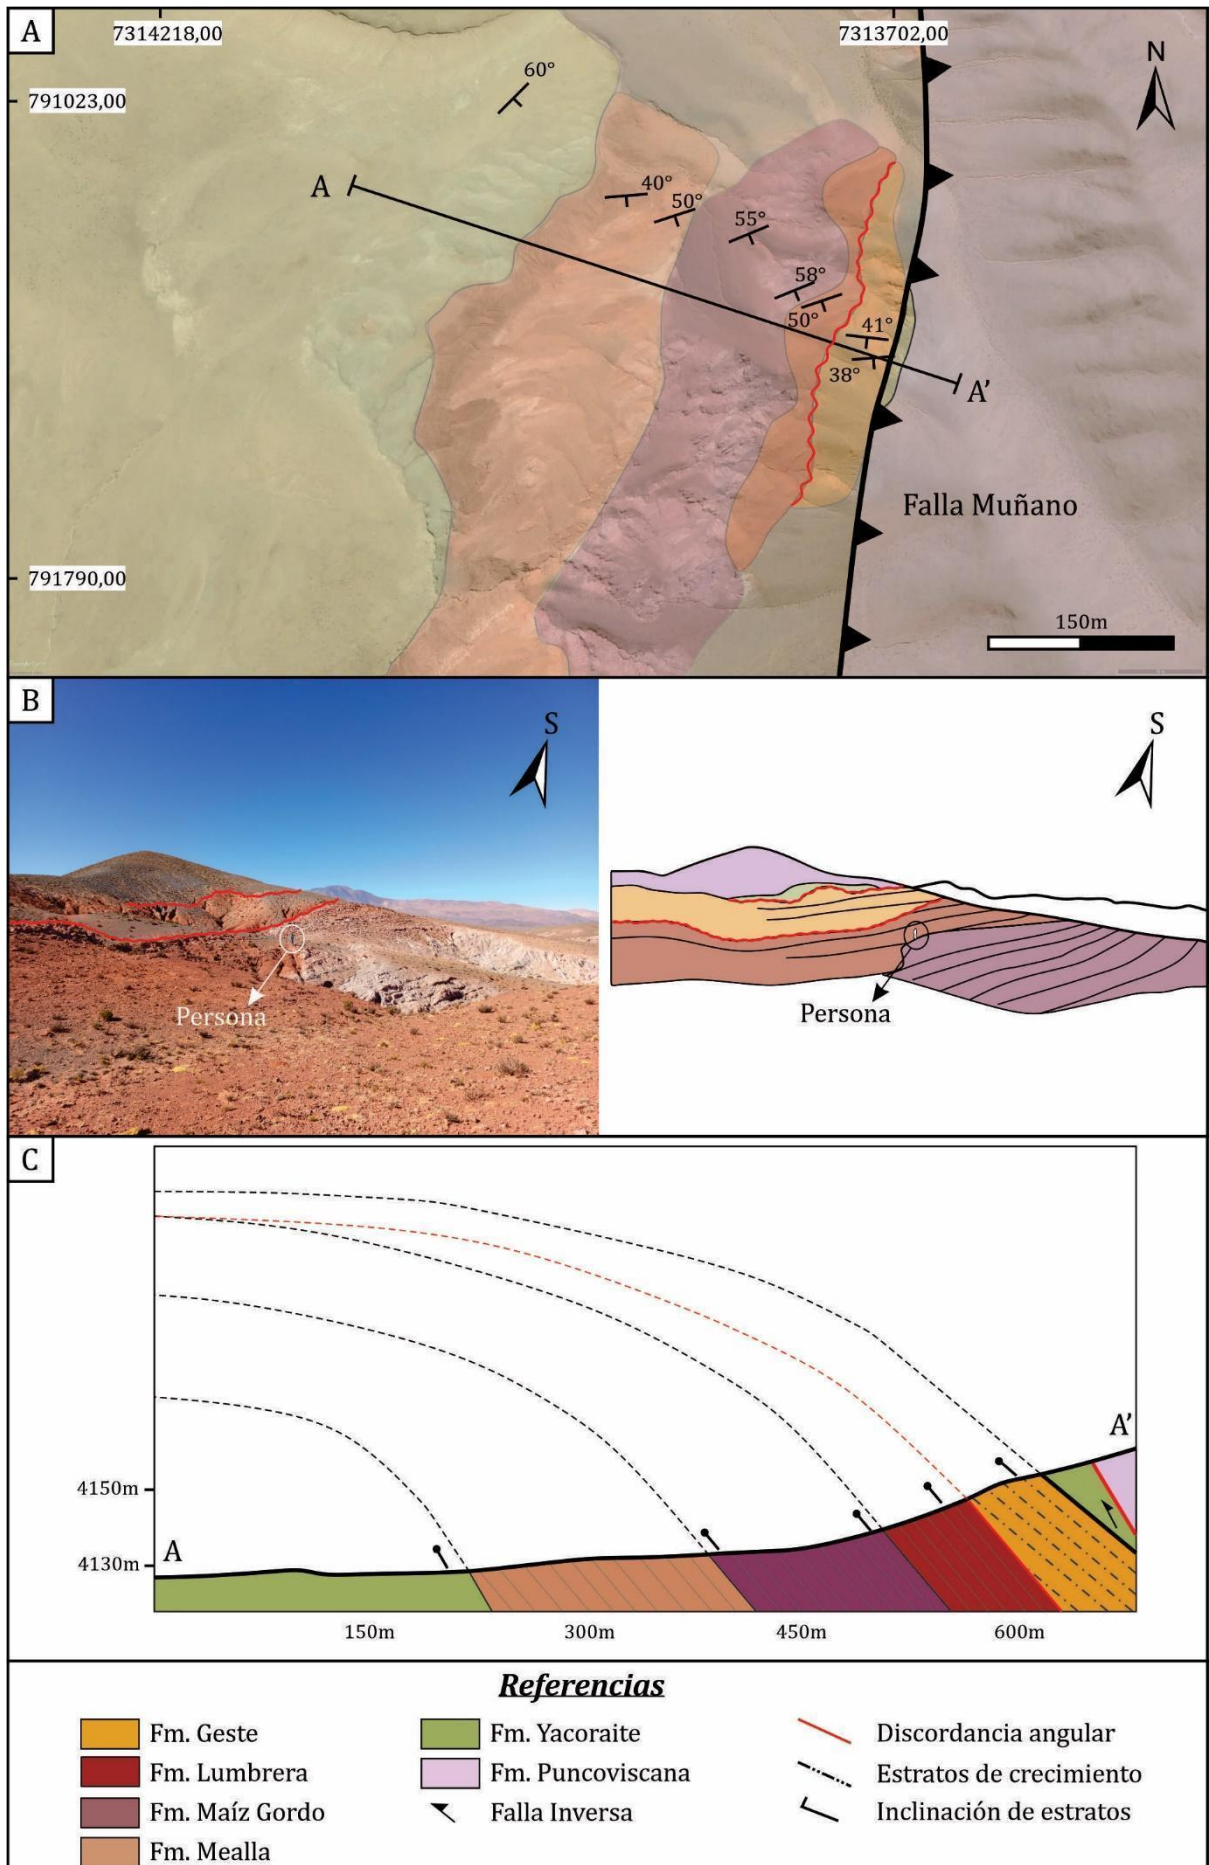 A
7314218,00
7313702,00
N
791023,00
60°
A
40°
50°
55°
58°
50°
41°
38°
A'
Falla Muñano
791790,00
150m
B
S
S
Persona
Persona
C
A'
4150m
4130m
A
150m
300m
450m
600m
Referencias
Fm. Geste
Fm. Yacoraite
Discordancia angular
Fm. Lumbrera
Fm. Puncoviscana
Estratos de crecimiento
Fm. Maíz Gordo
Falla Inversa
Inclinación de estratos
Fm. Mealla